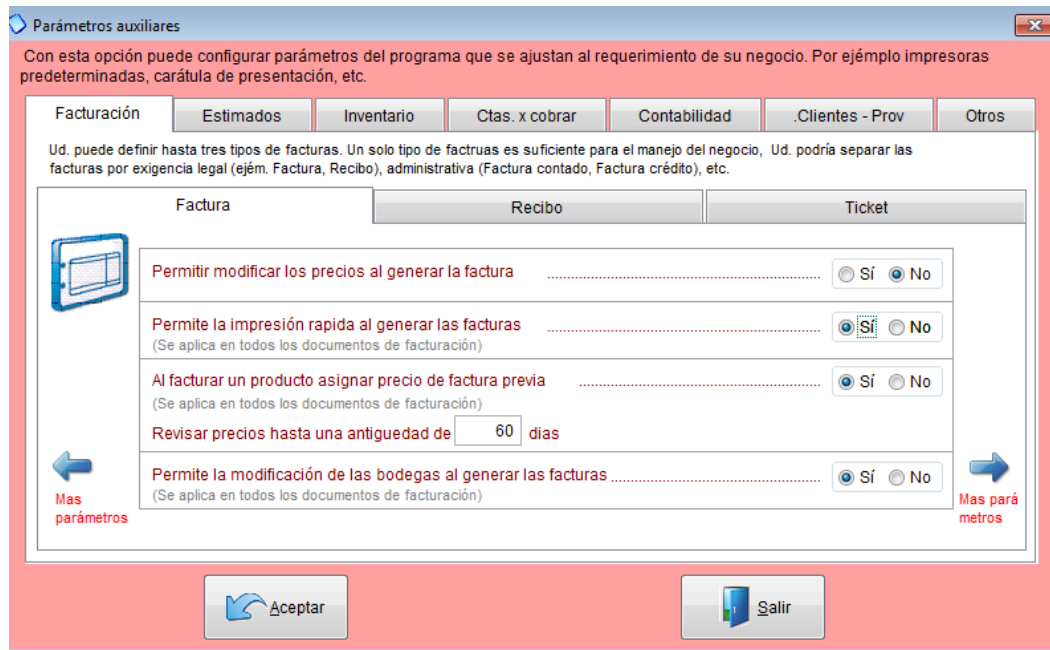 Parámetros auxiliares
Con esta opción puede configurar parámetros del programa que se ajustan al requerimiento de su negocio. Por ejémplo impresoras
predeterminadas, carátula de presentación, etc.
Facturación Estimados Inventario Ctas. x cobrar Contabilidad .Clientes - Prov Otros
Ud. puede definir hasta tres tipos de facturas. Un solo tipo de factruas es suficiente para el manejo del negocio, Ud. podría separar las
facturas por exigencia legal (ejém. Factura, Recibo), administrativa (Factura contado, Factura crédito), etc.
Factura Recibo Ticket
Permitir modificar los precios al generar la factura ........ Sí No
Permite la impresión rapida al generar las facturas ........ Sí No
(Se aplica en todos los documentos de facturación)
Al facturar un producto asignar precio de factura previa ........ Sí No
(Se aplica en todos los documentos de facturación)
Revisar precios hasta una antiguedad de 60 dias
Permite la modificación de las bodegas al generar las facturas ........ Sí No
(Se aplica en todos los documentos de facturación)
Mas
parámetros
Mas pará
metros
Aceptar Salir